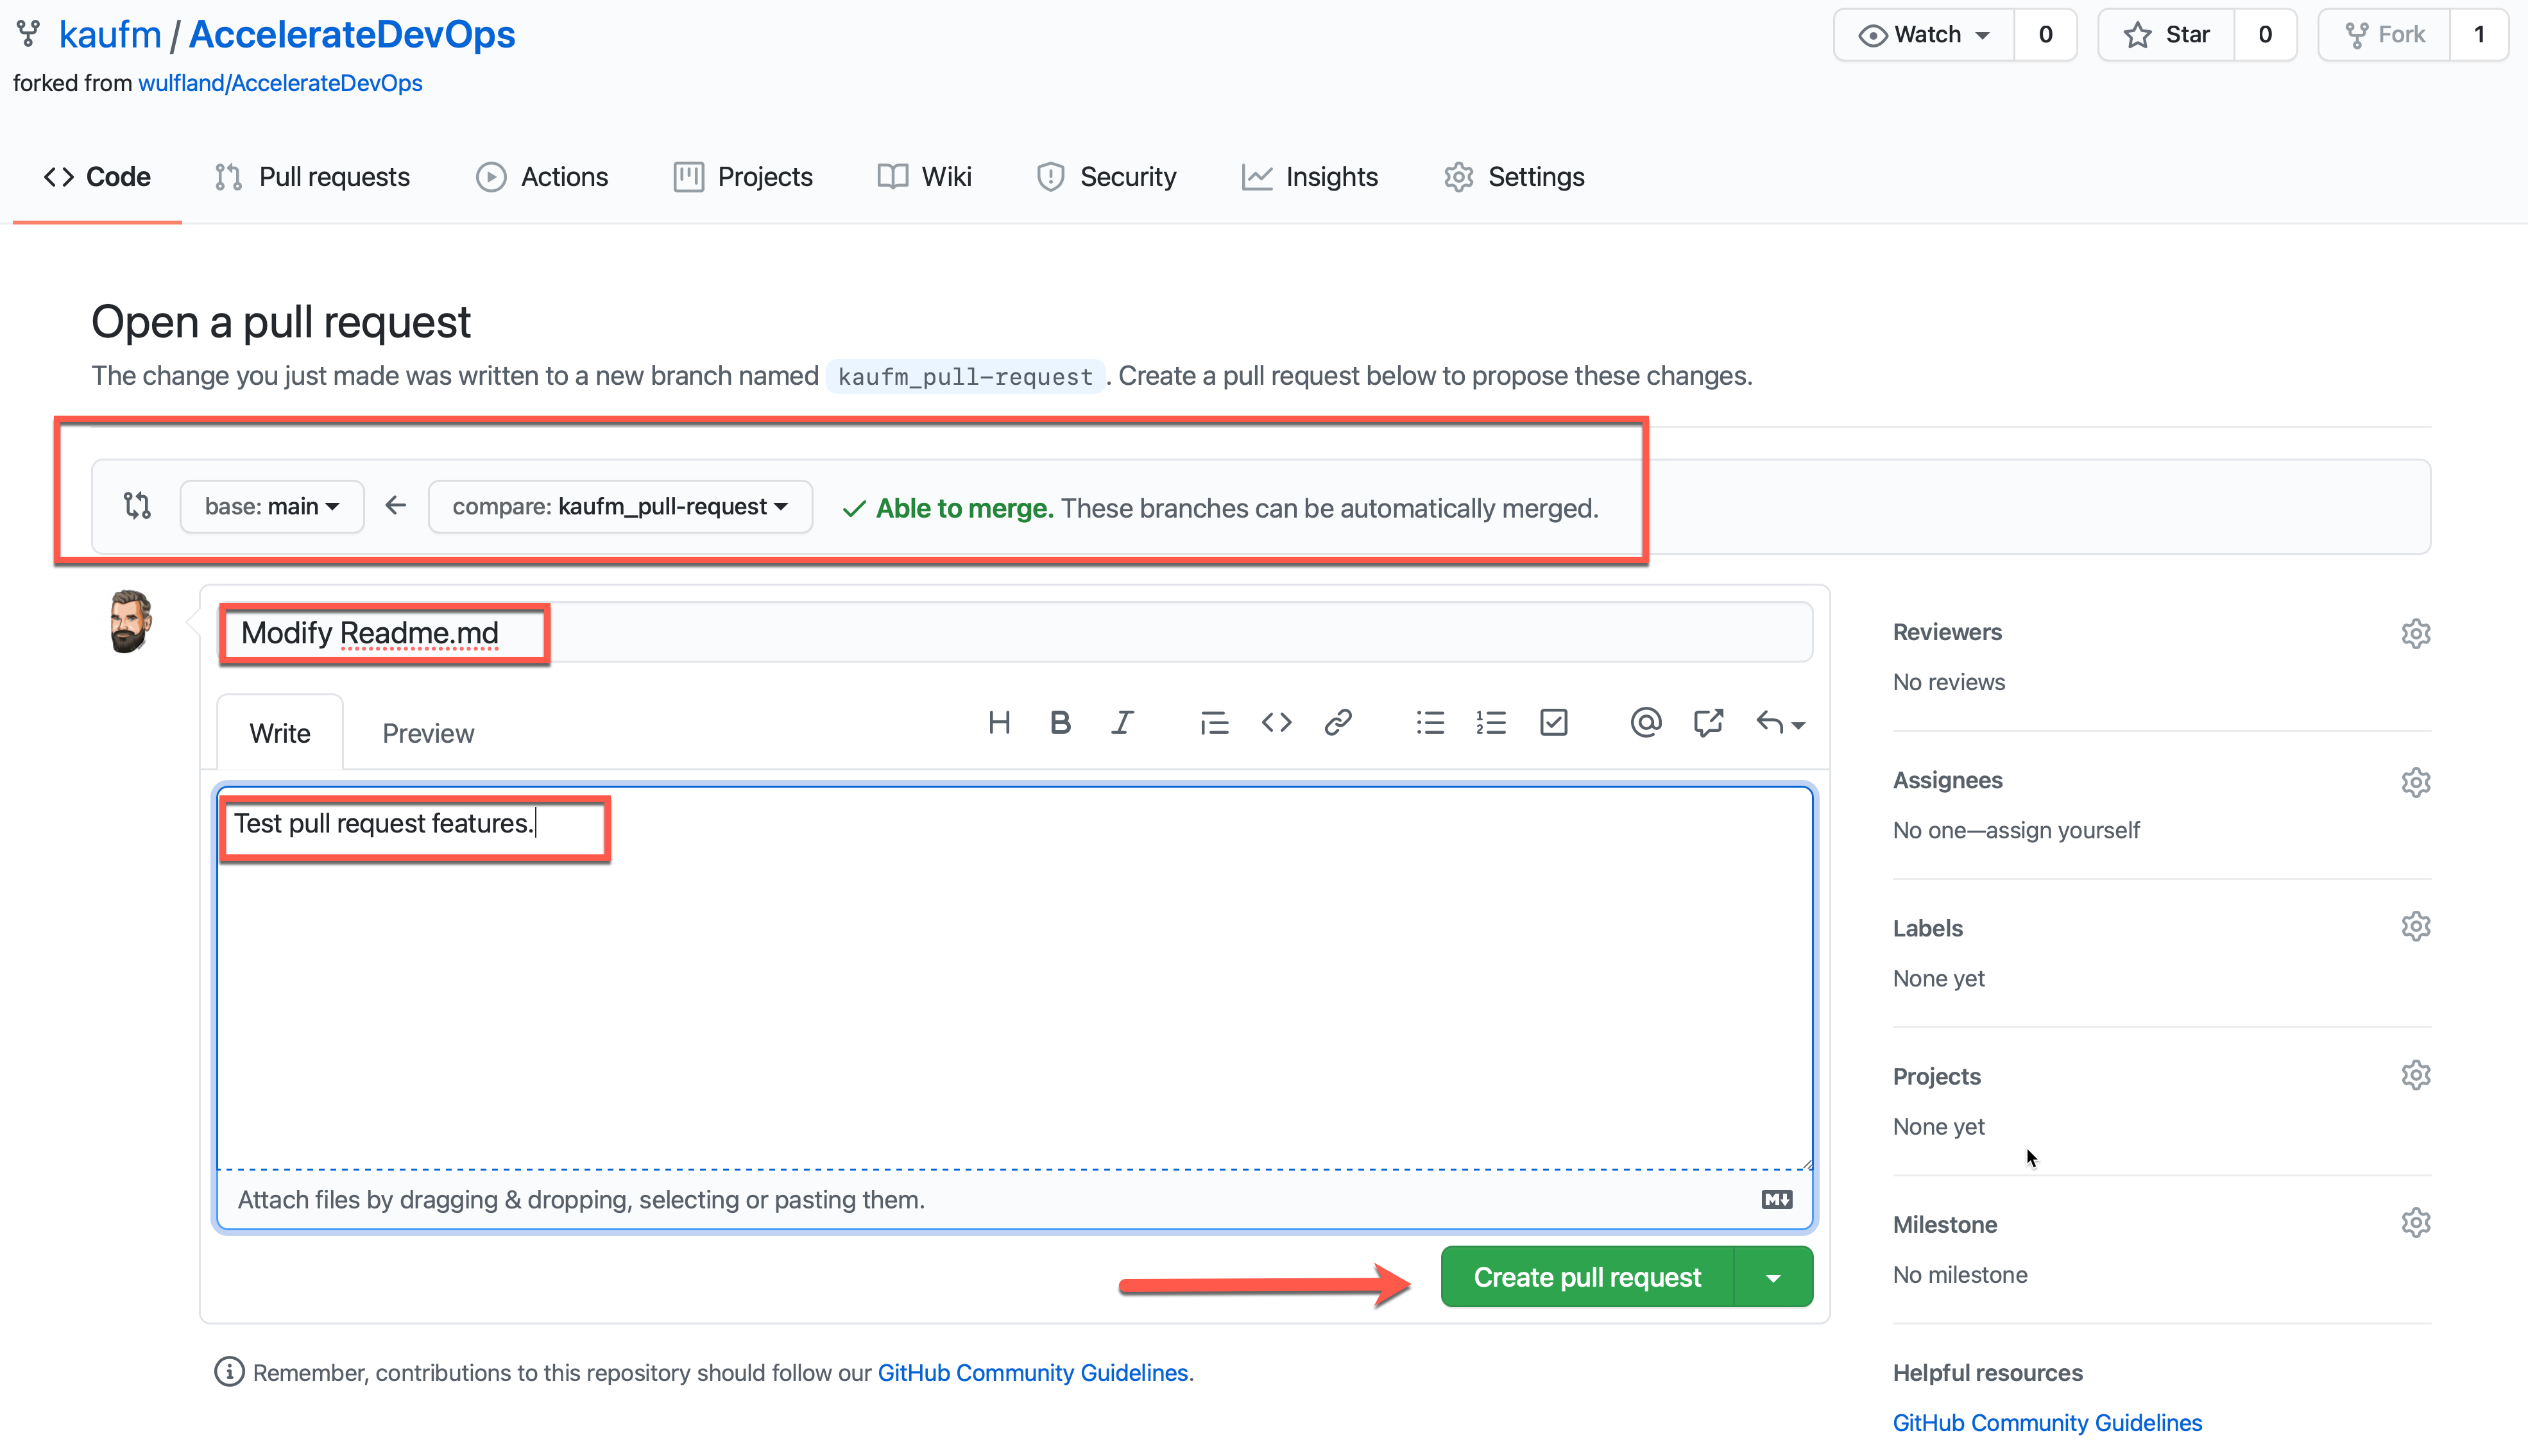 kaufm / AccelerateDevOps
Watch 0 Star 0 Fork 1
forked from wulfland/AccelerateDevOps
Code Pull requests Actions Projects Wiki Security Insights Settings
Open a pull request
The change you just made was written to a new branch named kaufm_pull-request. Create a pull request below to propose these changes.
base: main ← compare: kaufm_pull-request ✓ Able to merge. These branches can be automatically merged.
Modify Readme.md
Write Preview
Test pull request features.
Attach files by dragging & dropping, selecting or pasting them.
Create pull request
Remember, contributions to this repository should follow our GitHub Community Guidelines.
Reviewers
No reviews
Assignees
No one—assign yourself
Labels
None yet
Projects
None yet
Milestone
No milestone
Helpful resources
GitHub Community Guidelines